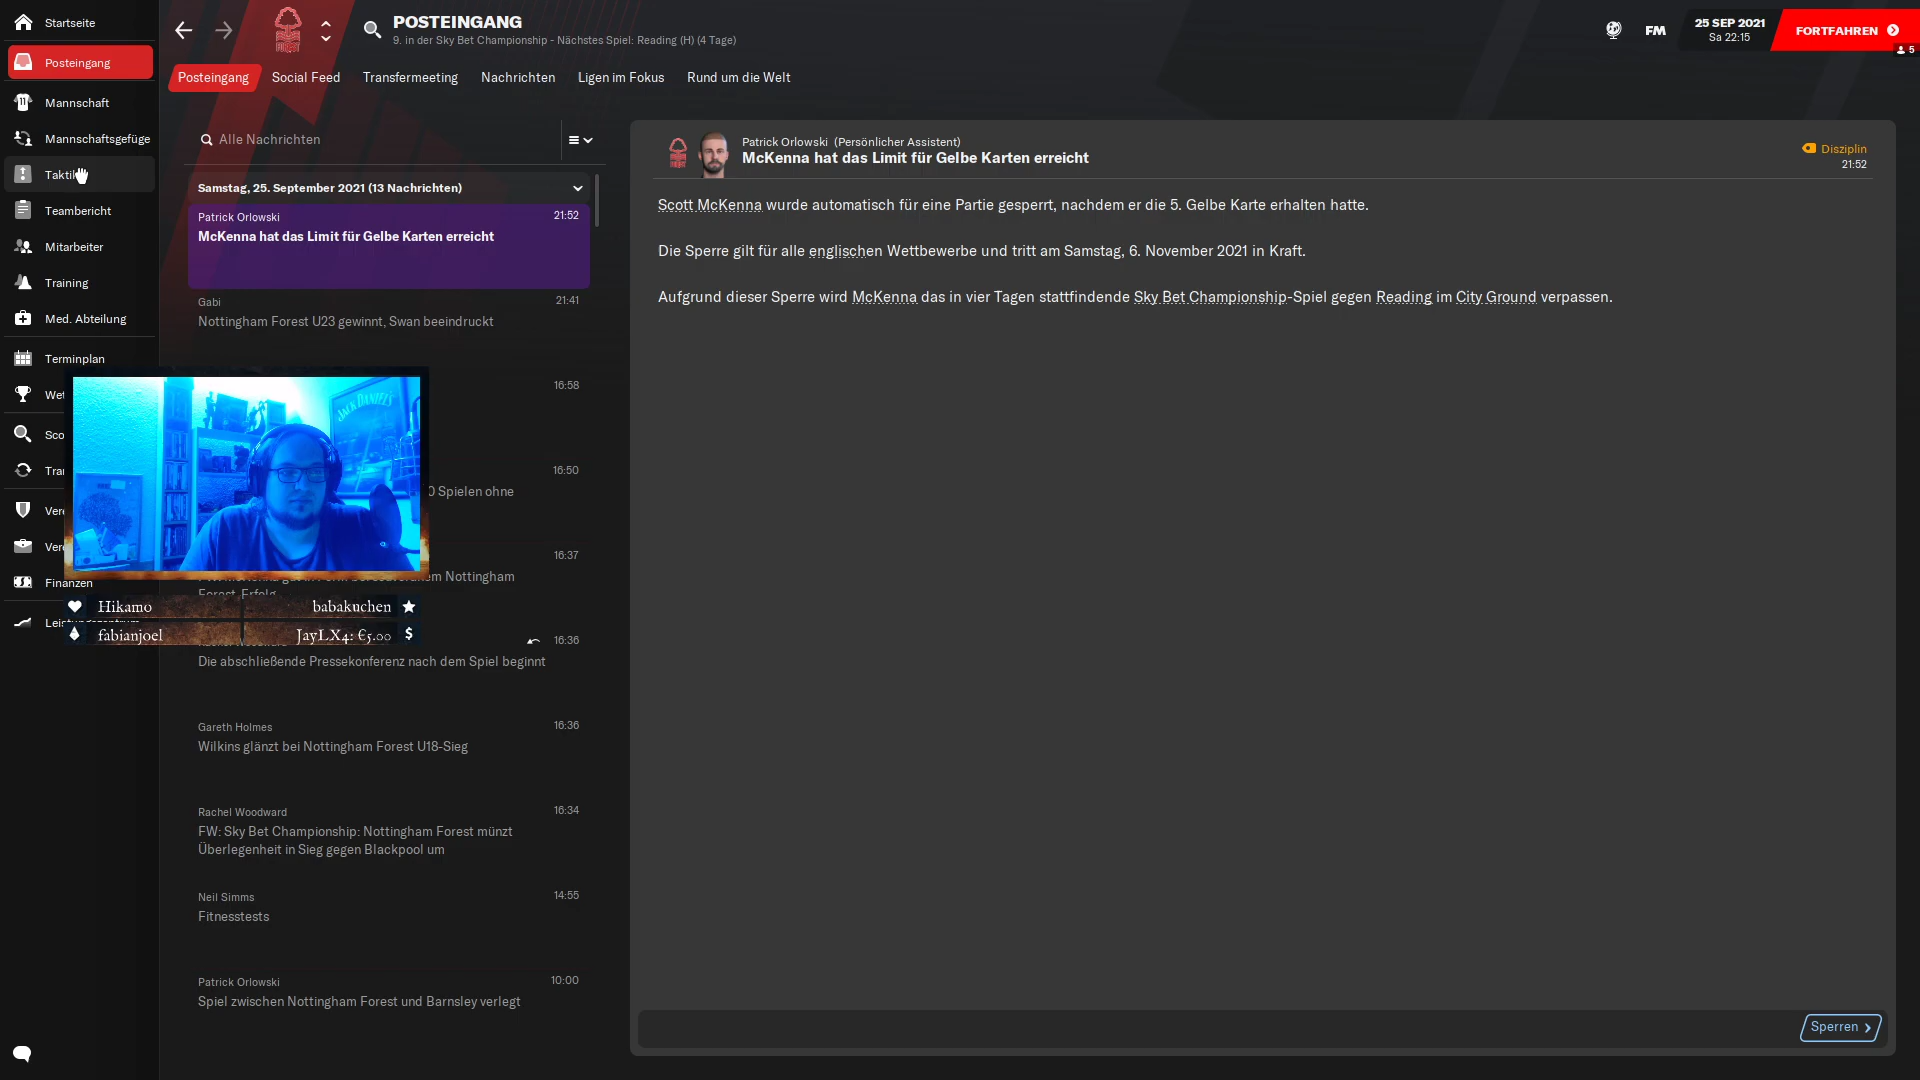 Startseite
Posteingang
Mannschaft
Mannschaftsgefüge
Teambericht
Mitarbeiter
Training
Med. Abteilung
Terminplan
Finanzen
POSTEINGANG
9. in der Sky Bet Championship - Nächstes Spiel: Reading (H) (4 Tage)
FM
25 SEP 2021
Sa 22:15
FORTFAHREN
5
Posteingang Social Feed Transfermeeting Nachrichten Ligen im Fokus Rund um die Welt
Alle Nachrichten
Samstag, 25. September 2021 (13 Nachrichten)
Patrick Orlowski 21:52
McKenna hat das Limit für Gelbe Karten erreicht
Gabi 21:41
Nottingham Forest U23 gewinnt, Swan beeindruckt
16:58
16:50
0 Spielen ohne
16:37
Nottingham
JACK DANIEL'S
Hikamo babakuchen
fabianjoel JayLX4: €5.00 $
16:36
Die abschließende Pressekonferenz nach dem Spiel beginnt
Gareth Holmes 16:36
Wilkins glänzt bei Nottingham Forest U18-Sieg
Rachel Woodward 16:34
FW: Sky Bet Championship: Nottingham Forest münzt
Überlegenheit in Sieg gegen Blackpool um
Neil Simms 14:55
Fitnesstests
Patrick Orlowski 10:00
Spiel zwischen Nottingham Forest und Barnsley verlegt
Patrick Orlowski (Persönlicher Assistent)
McKenna hat das Limit für Gelbe Karten erreicht
Disziplin
21:52
Scott McKenna wurde automatisch für eine Partie gesperrt, nachdem er die 5. Gelbe Karte erhalten hatte.
Die Sperre gilt für alle englischen Wettbewerbe und tritt am Samstag, 6. November 2021 in Kraft.
Aufgrund dieser Sperre wird McKenna das in vier Tagen stattfindende Sky Bet Championship-Spiel gegen Reading im City Ground verpassen.
Sperren